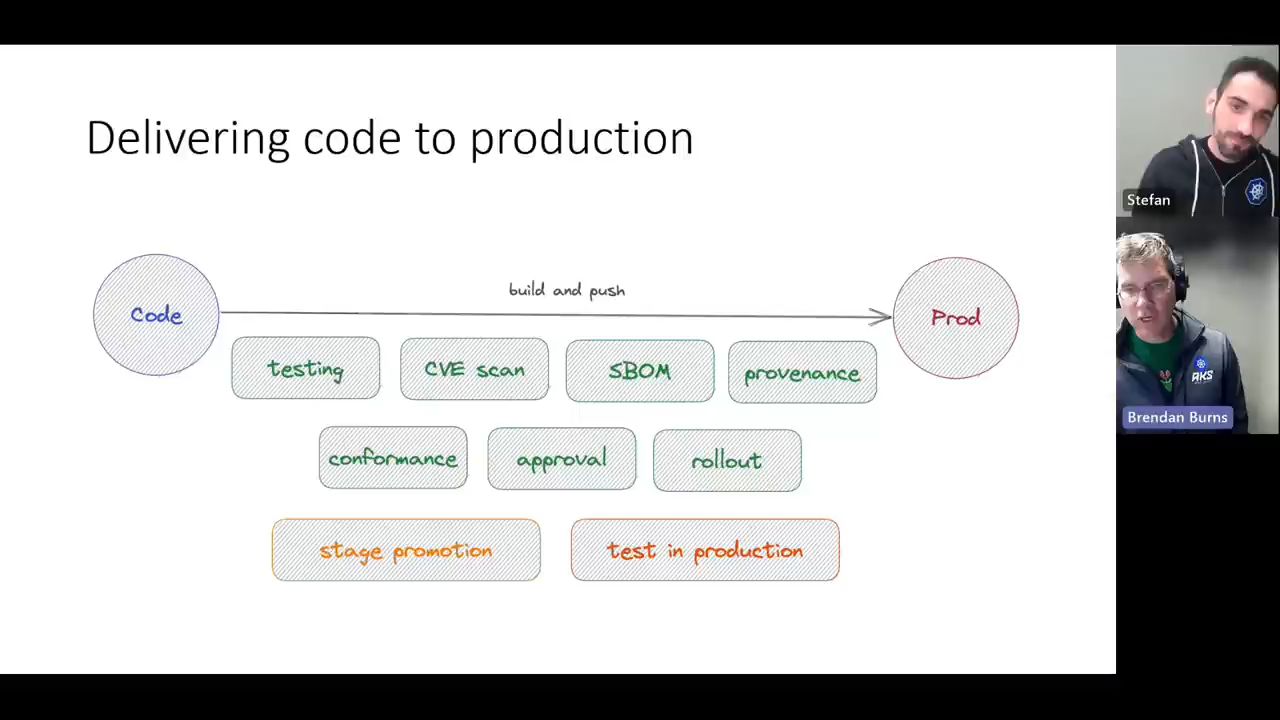 Delivering code to production
build and push
Code
Prod
testing
CVE scan
SBOM
provenance
conformance
approval
rollout
stage promotion
test in production
Stefan
AKS
Brendan Burns